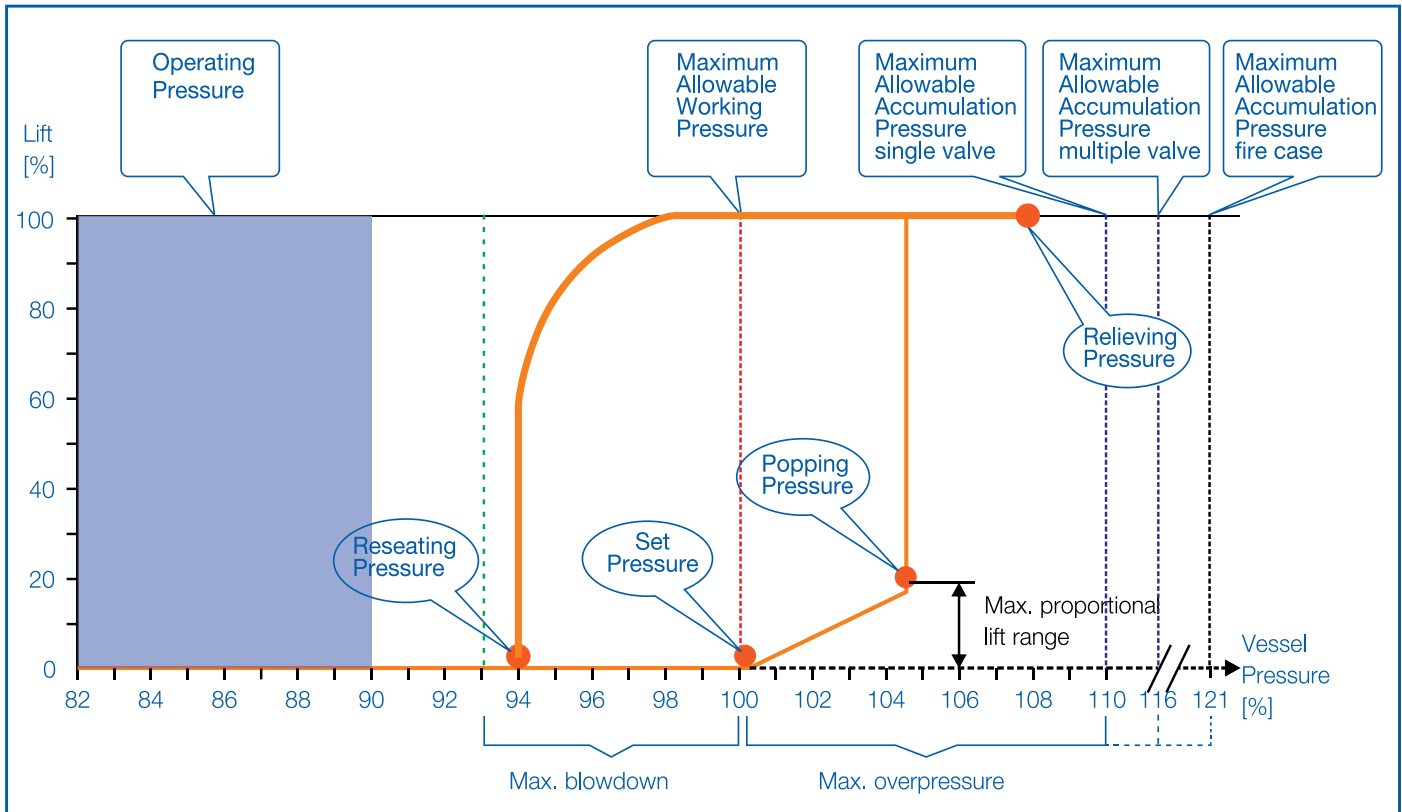 Operating
Pressure
Maximum
Allowable
Working
Pressure
Maximum
Allowable
Accumulation
Pressure
single valve
Maximum
Allowable
Accumulation
Pressure
multiple valve
Maximum
Allowable
Accumulation
Pressure
fire case
Lift
[%]
100
80
60
40
20
0
Relieving
Pressure
Popping
Pressure
Set
Pressure
Reseating
Pressure
Max. proportional
lift range
Vessel
Pressure
[%]
82 84 86 88 90 92 94 96 98 100 102 104 106 108 110 116 121
Max. blowdown
Max. overpressure